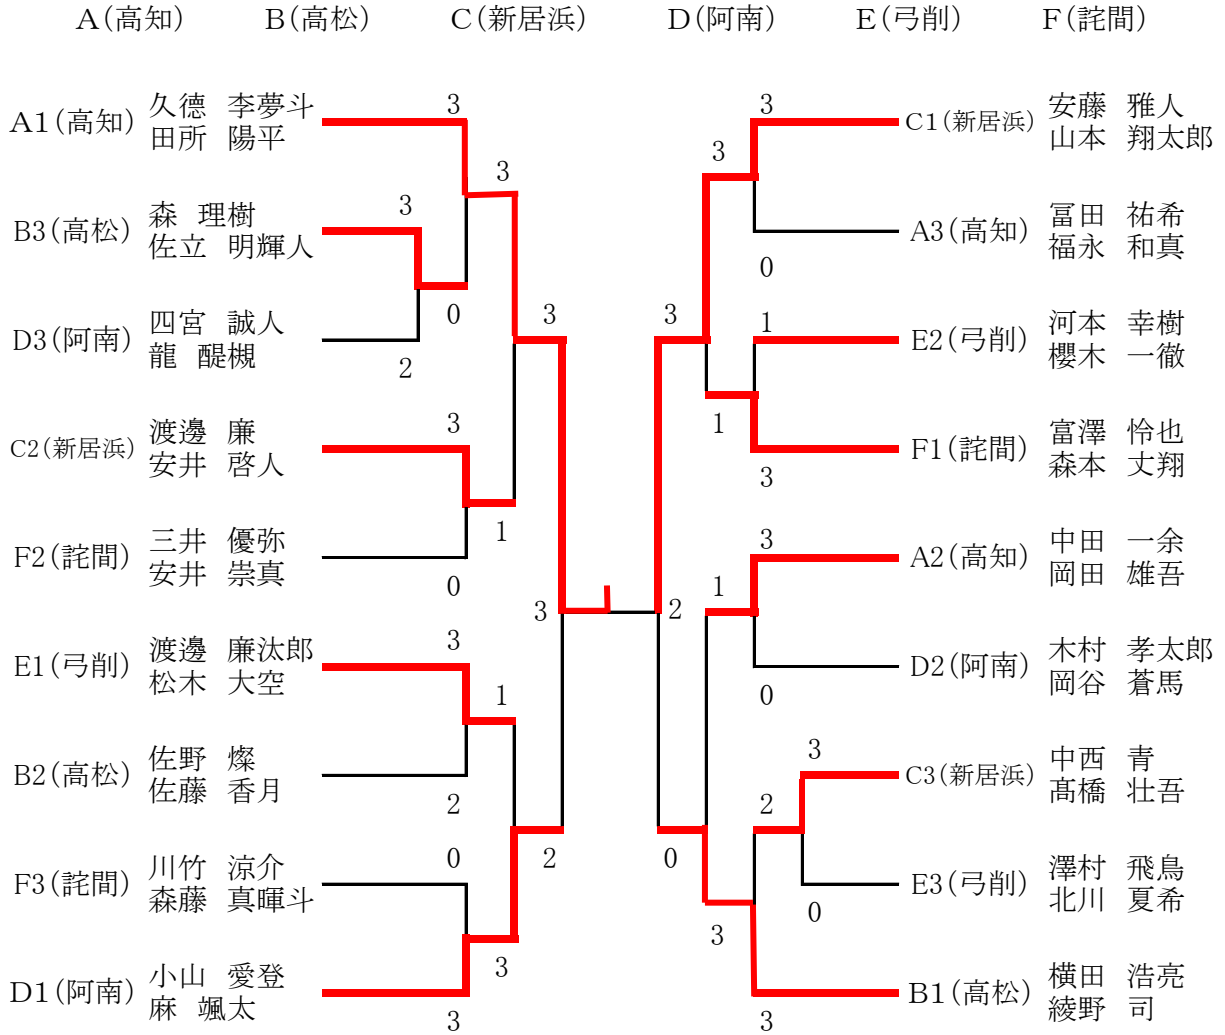 A(高知) B(高松) C(新居浜) D(阿南) E(弓削) F(詫間)
3 3
A1(高知) 久德 李夢斗 C1(新居浜) 安藤 雅人
田所 陽平 山本 翔太郎
3 3
3
B3(高松) 森 理樹 A3(高知) 冨田 祐希
佐立 明輝人 福永 和真
0
0 3 3 1
D3(阿南) 四宮 誠人 E2(弓削) 河本 幸樹
龍 醍槻 櫻木 一徹
2
3 1
C2(新居浜) 渡邊 廉 F1(詫間) 富澤 怜也
安井 啓人 森本 丈翔
3
1 3
F2(詫間) 三井 優弥 A2(高知) 中田 一余
安井 崇真 岡田 雄吾
0 1
3 2
3
E1(弓削) 渡邊 廉汰郎 D2(阿南) 木村 孝太郎
松木 大空 岡谷 蒼馬
1 0
3
B2(高松) 佐野 燦 C3(新居浜) 中西 青
佐藤 香月 髙橋 壮吾
2 2
0 2 0
F3(詫間) 川竹 涼介 E3(弓削) 澤村 飛鳥
森藤 真暉斗 北川 夏希
0
3 3
D1(阿南) 小山 愛登 B1(高松) 横田 浩亮
麻 颯太 綾野 司
3 3